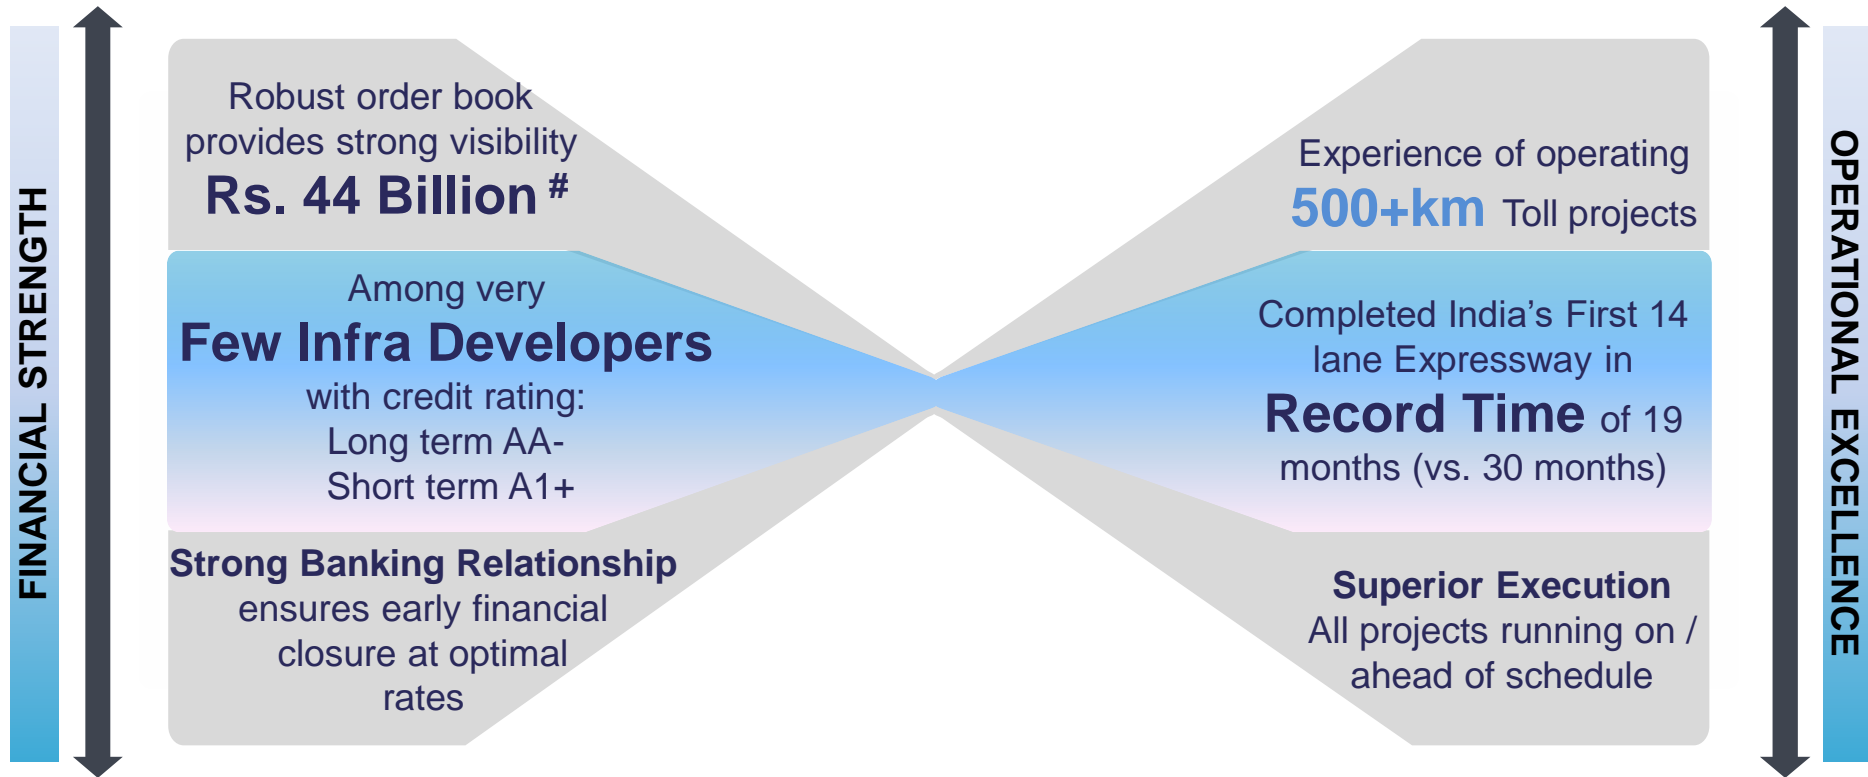 FINANCIAL STRENGTH
Robust order book
provides strong visibility
Rs. 44 Billion #
Among very
Few Infra Developers
with credit rating:
Long term AA-
Short term A1+
Strong Banking Relationship
ensures early financial
closure at optimal
rates
Experience of operating
500+km Toll projects
Completed India’s First 14
lane Expressway in
Record Time of 19
months (vs. 30 months)
Superior Execution
All projects running on /
ahead of schedule
OPERATIONAL EXCELLENCE